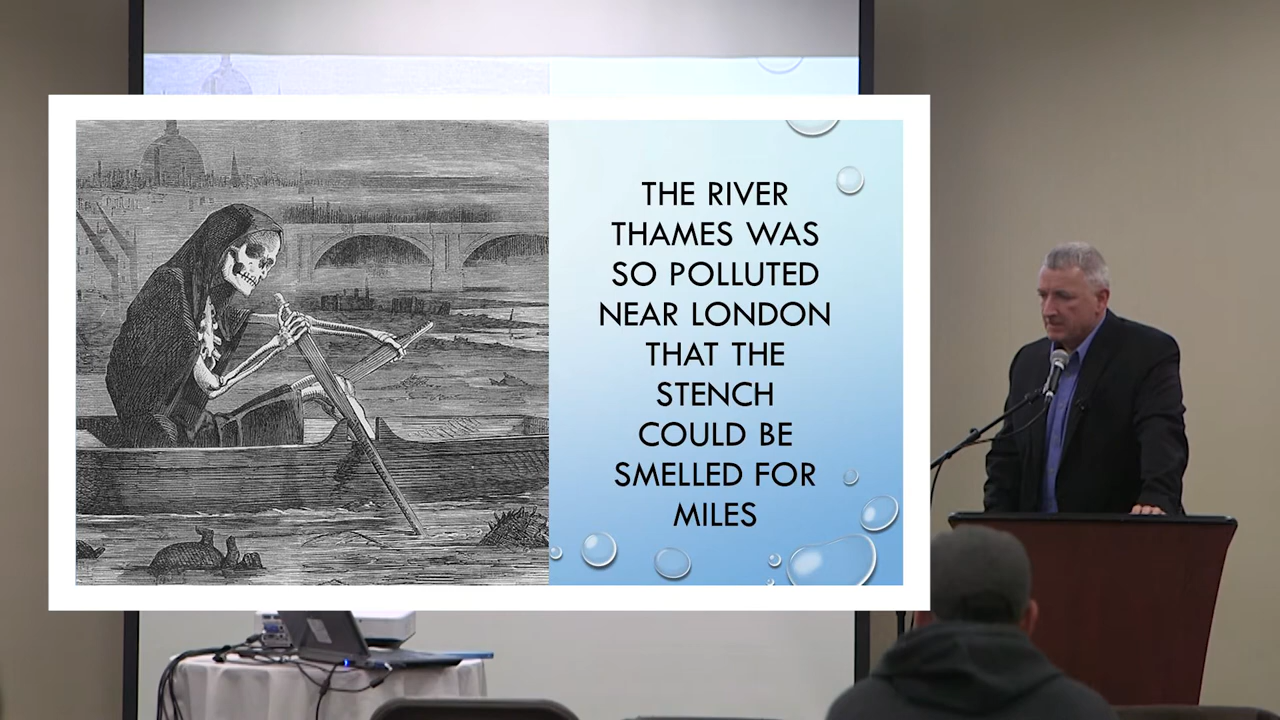 THE RIVER
THAMES WAS
SO POLLUTED
NEAR LONDON
THAT THE
STENCH
COULD BE
SMELLED FOR
MILES